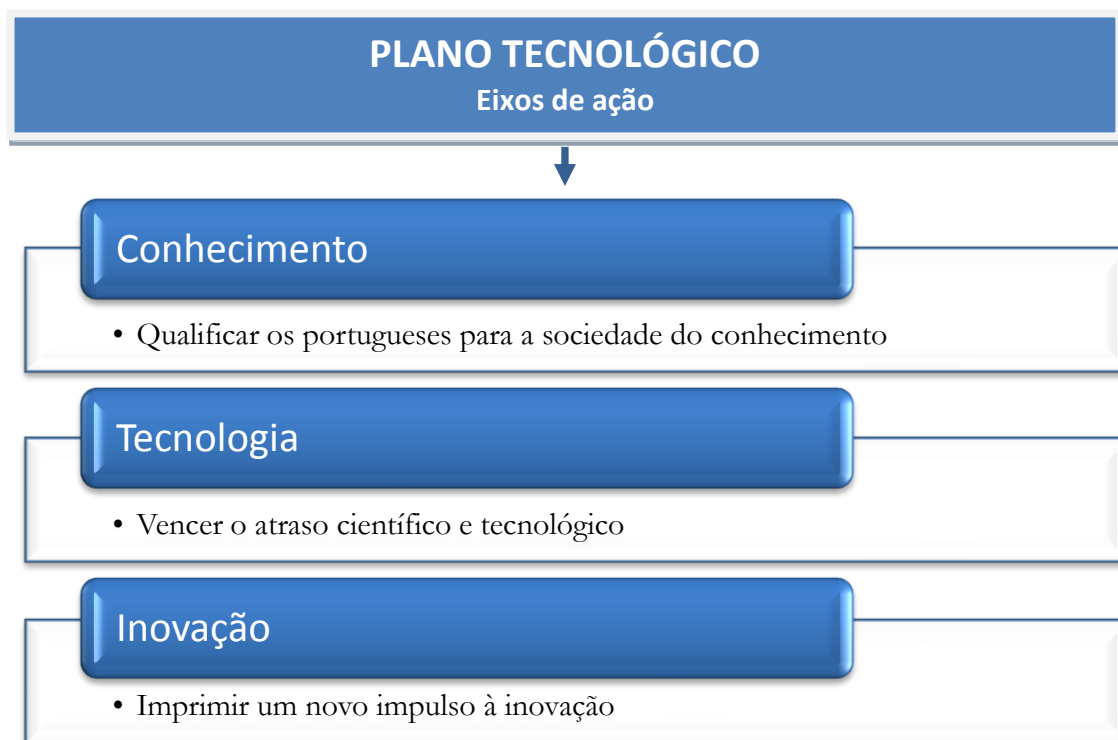 PLANO TECNOLÓGICO
Eixos de ação
Conhecimento
• Qualificar os portugueses para a sociedade do conhecimento
Tecnologia
• Vencer o atraso científico e tecnológico
Inovação
• Imprimir um novo impulso à inovação